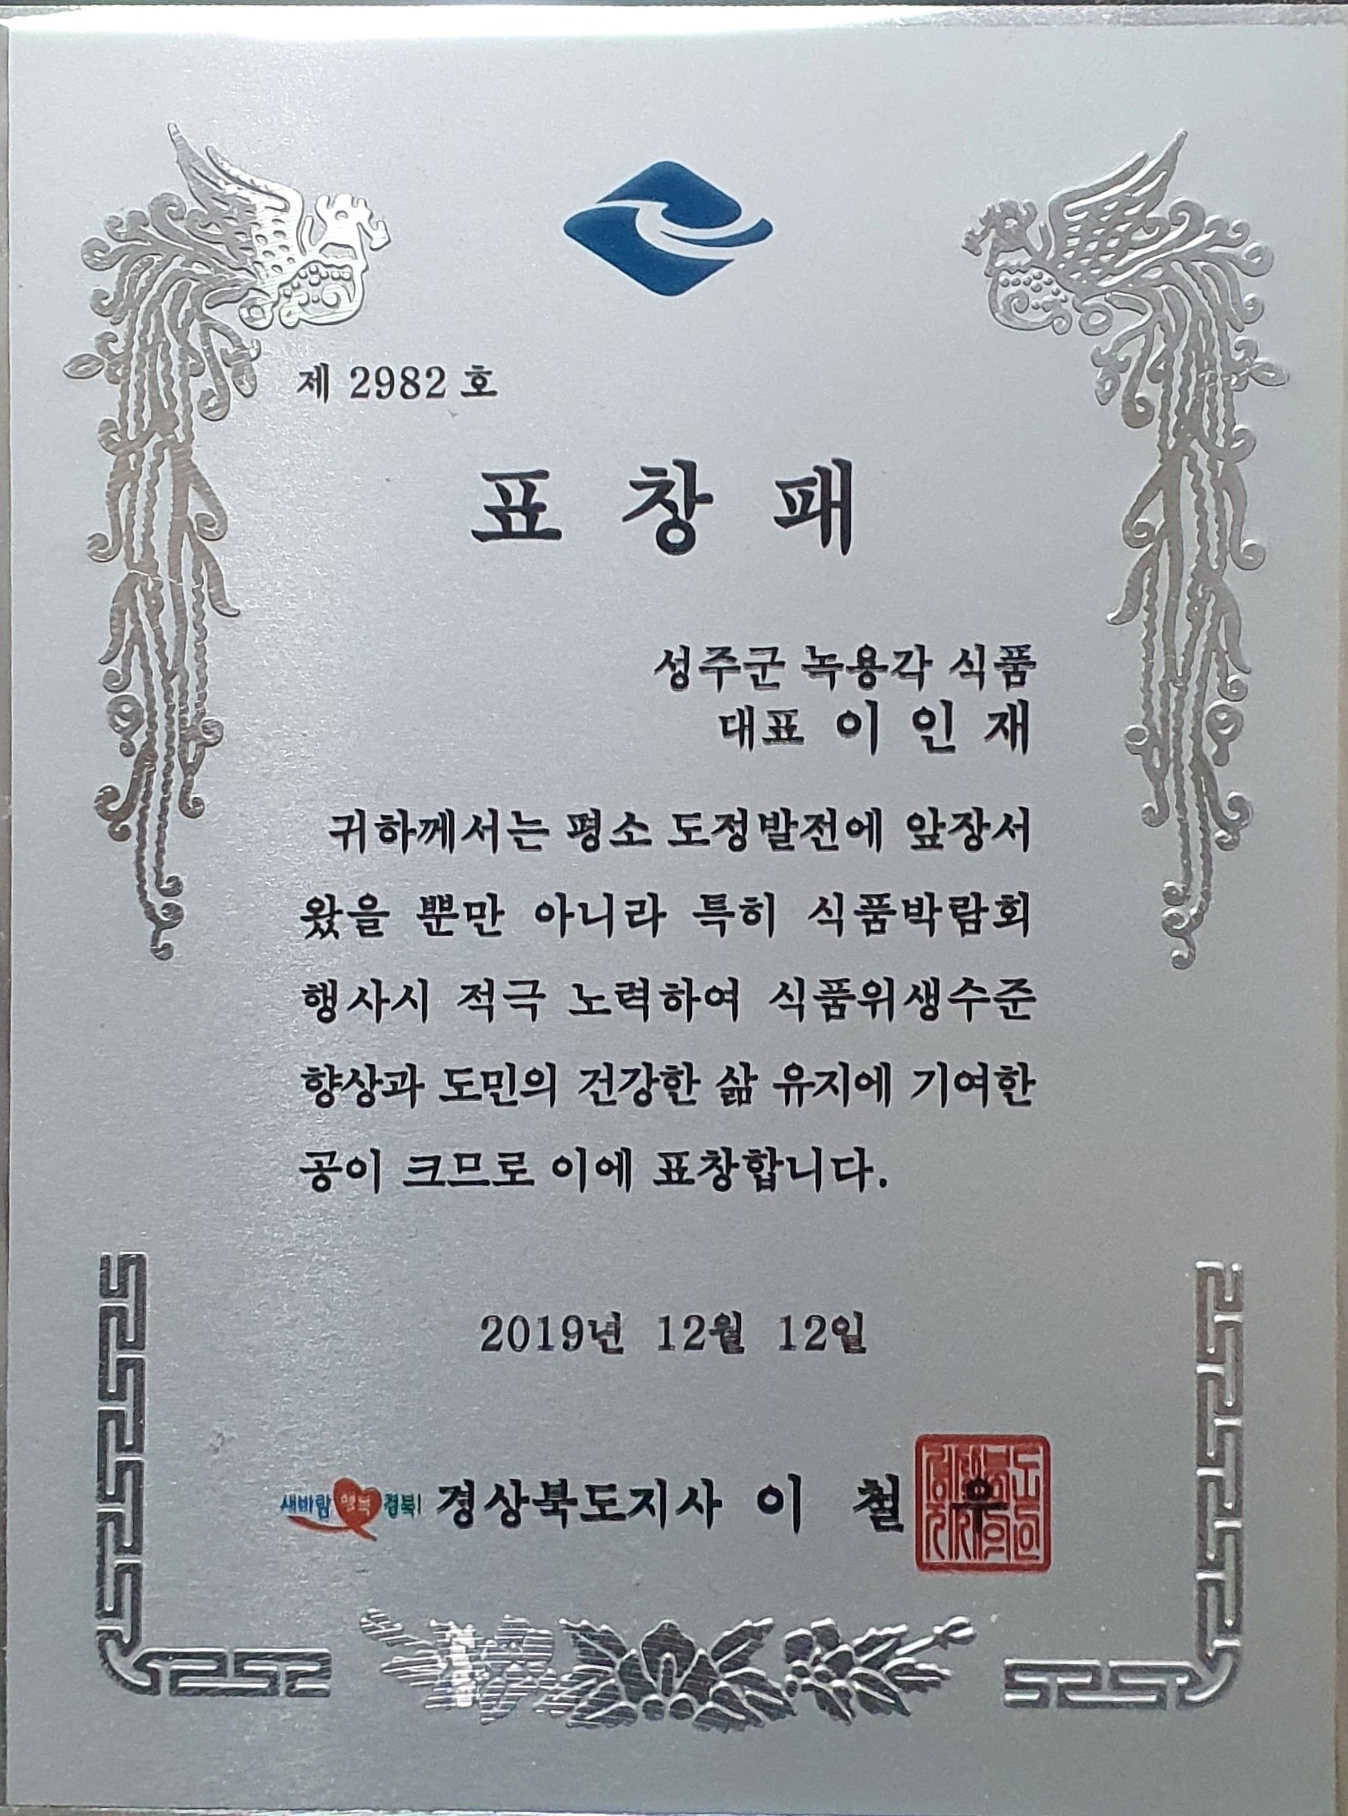 제 2982 호
표 창 패
성주군 녹용각 식품
대표 이 인 재
귀하께서는 평소 도정발전에 앞장서
왔을 뿐만 아니라 특히 식품박람회
행사시 적극 노력하여 식품위생수준
향상과 도민의 건강한 삶 유지에 기여한
공이 크므로 이에 표창합니다.
2019년 12월 12일
새바람 행복 경북! 경상북도지사 이 철 우